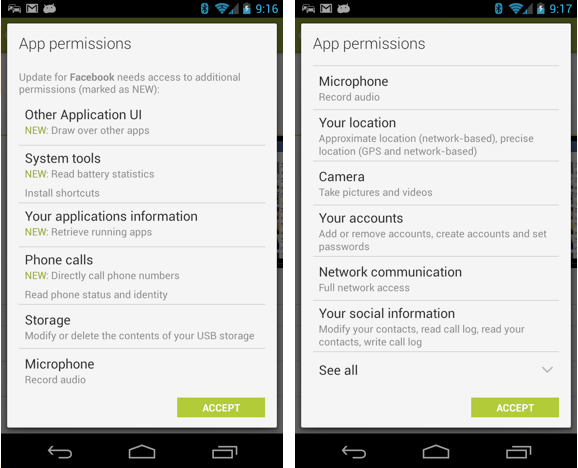 9:16
App permissions
Update for Facebook needs access to additional
permissions (marked as NEW):
Other Application UI
NEW: Draw over other apps
System tools
NEW: Read battery statistics
Install shortcuts
Your applications information
NEW: Retrieve running apps
Phone calls
NEW: Directly call phone numbers
Read phone status and identity
Storage
Modify or delete the contents of your USB storage
Microphone
Record audio
ACCEPT
9:17
App permissions
Microphone
Record audio
Your location
Approximate location (network-based), precise
location (GPS and network-based)
Camera
Take pictures and videos
Your accounts
Add or remove accounts, create accounts and set
passwords
Network communication
Full network access
Your social information
Modify your contacts, read call log, read your
contacts, write call log
See all
ACCEPT